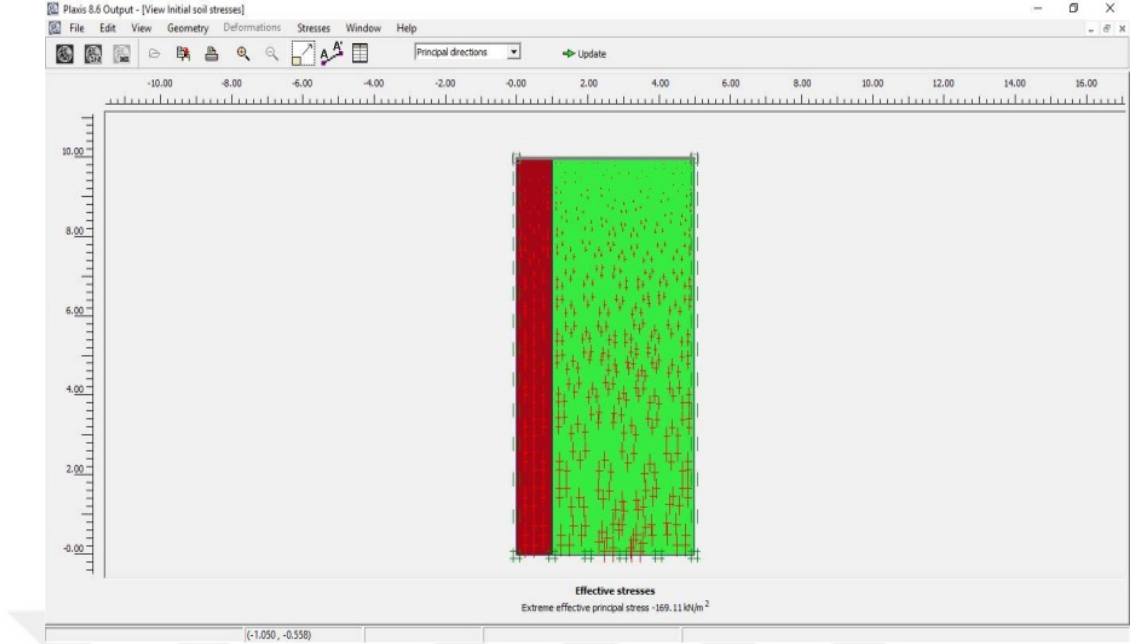 Plaxis 8.6 Output - [View Initial soil stresses]
File Edit View Geometry Deformations Stresses Window Help
A A*
Principal directions
Update
-10.00 -8.00 -6.00 -4.00 -2.00 -0.00 2.00 4.00 6.00 8.00 10.00 12.00 14.00 16.00
10.00
8.00
6.00
4.00
2.00
-0.00
Effective stresses
Extreme effective principal stress -169.11 kN/m²
(-1.050 , -0.558)